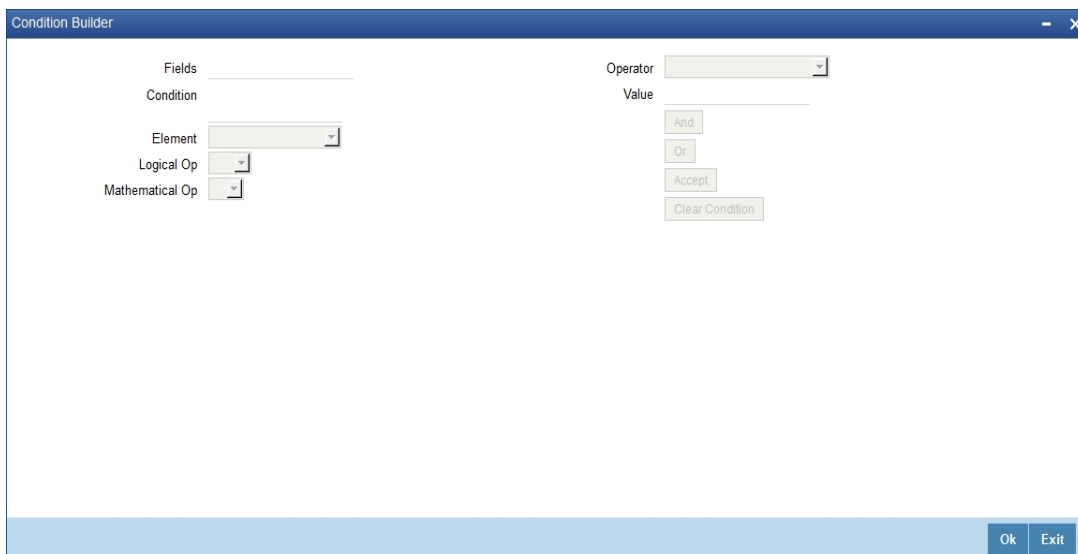 Condition Builder
Fields
Condition
Element
Logical Op
Mathematical Op
Operator
Value
And
Or
Accept
Clear Condition
Ok
Exit